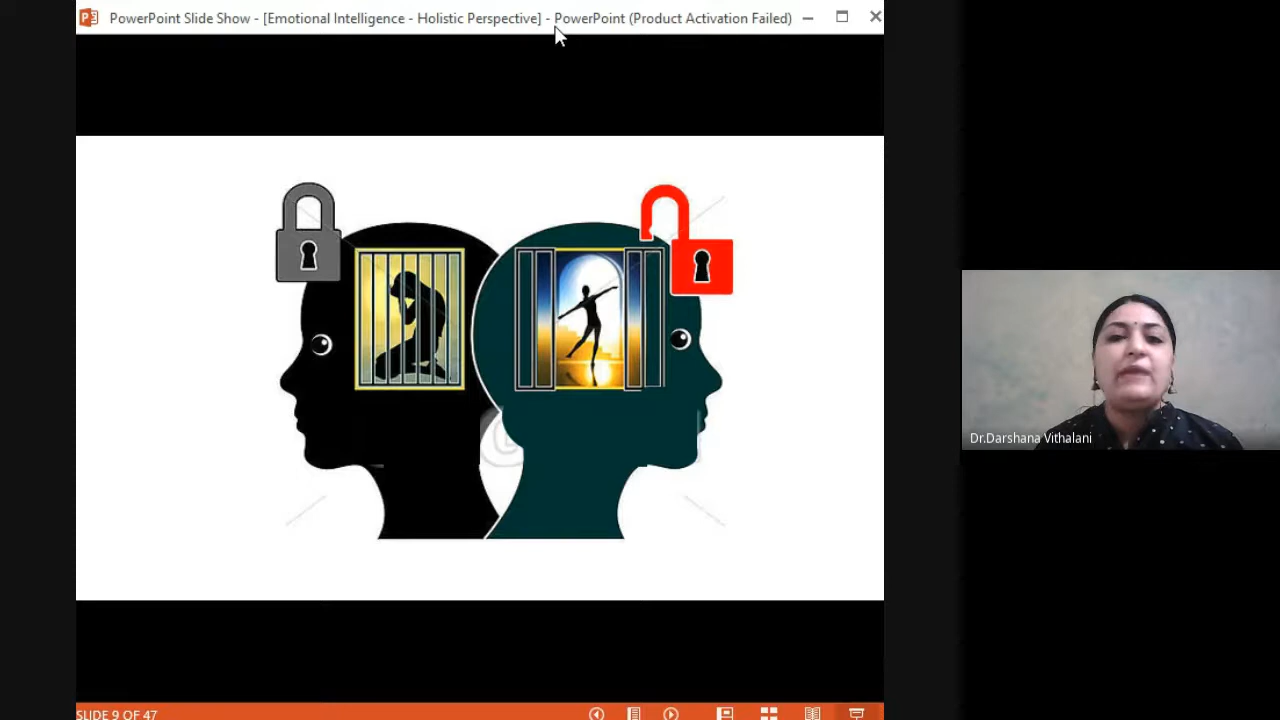 PowerPoint Slide Show - [Emotional Intelligence - Holistic Perspective] - PowerPoint (Product Activation Failed)
Dr.Darshana Vithalani
SLIDE 9 OF 47